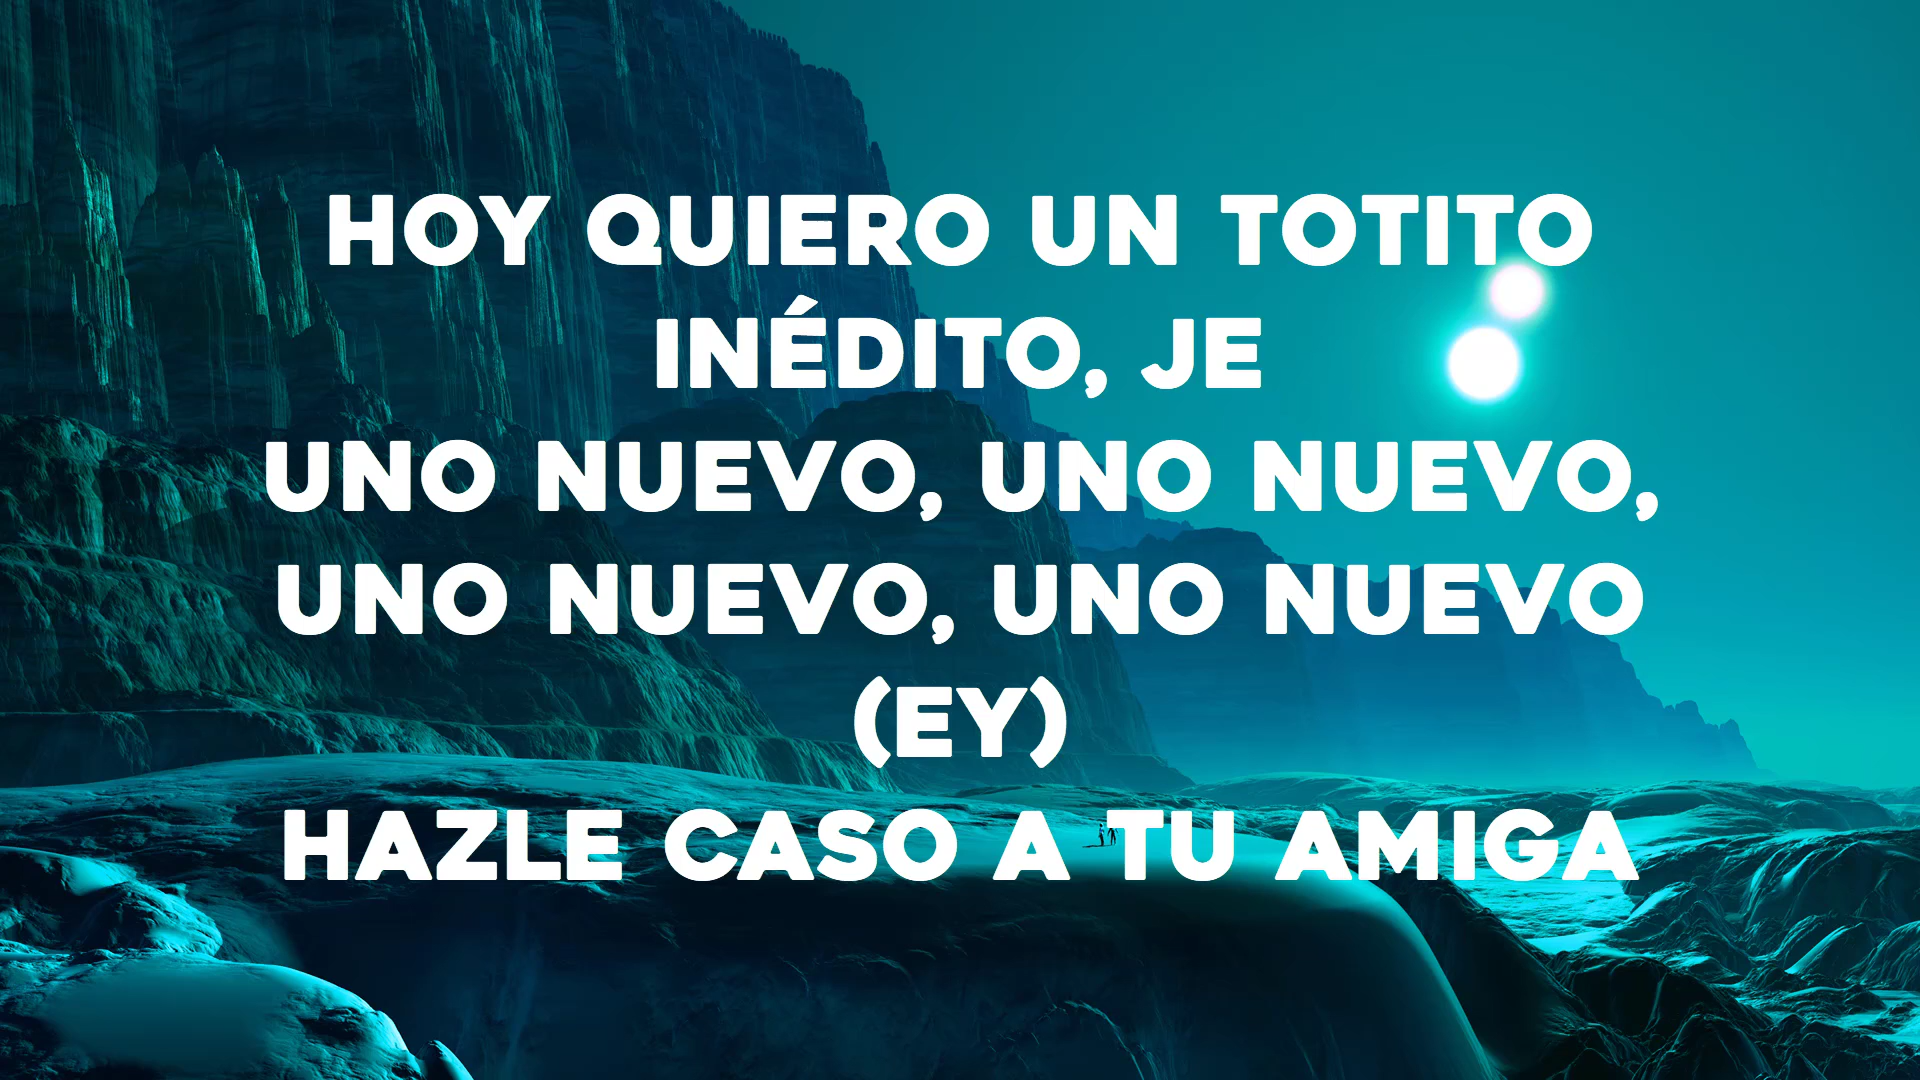 HOY QUIERO UN TOTITO
INÉDITO, JE
UNO NUEVO, UNO NUEVO,
UNO NUEVO, UNO NUEVO
(EY)
HAZLE CASO A TU AMIGA